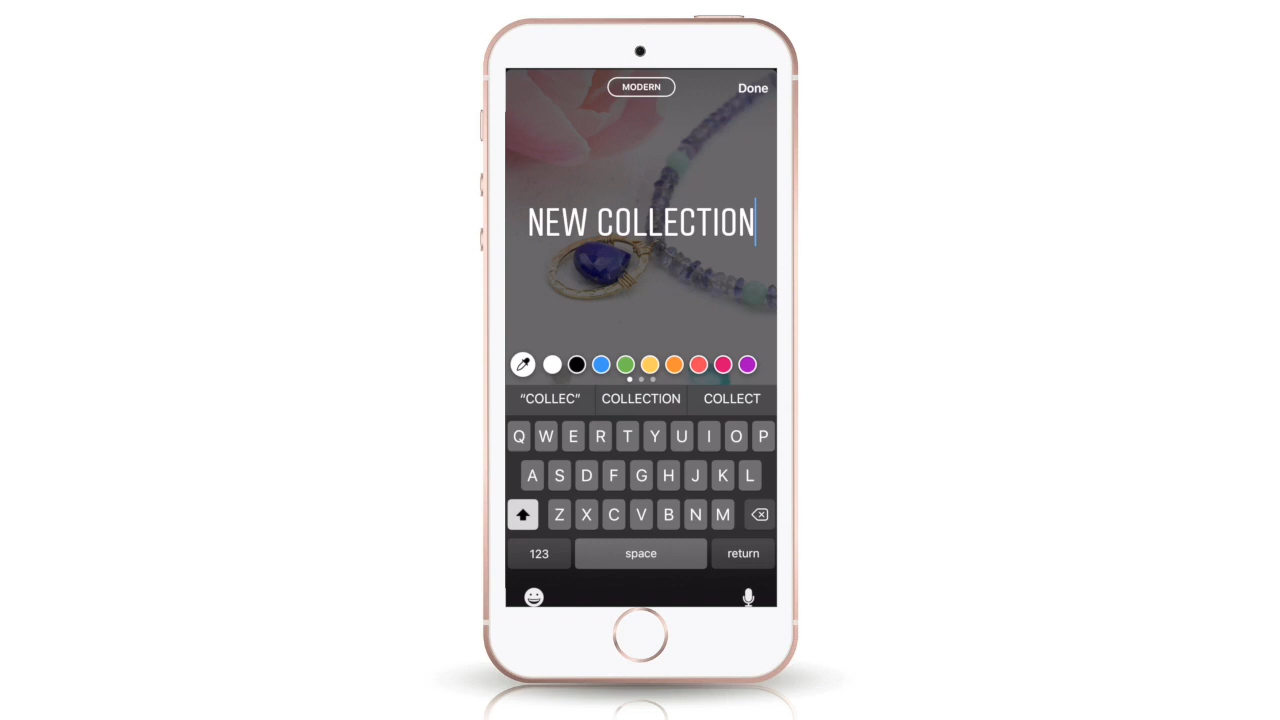 MODERN Done
NEW COLLECTION
“COLLEC” COLLECTION COLLECT
Q W E R T Y U I O P
A S D F G H J K L
Z X C V B N M
123 space return